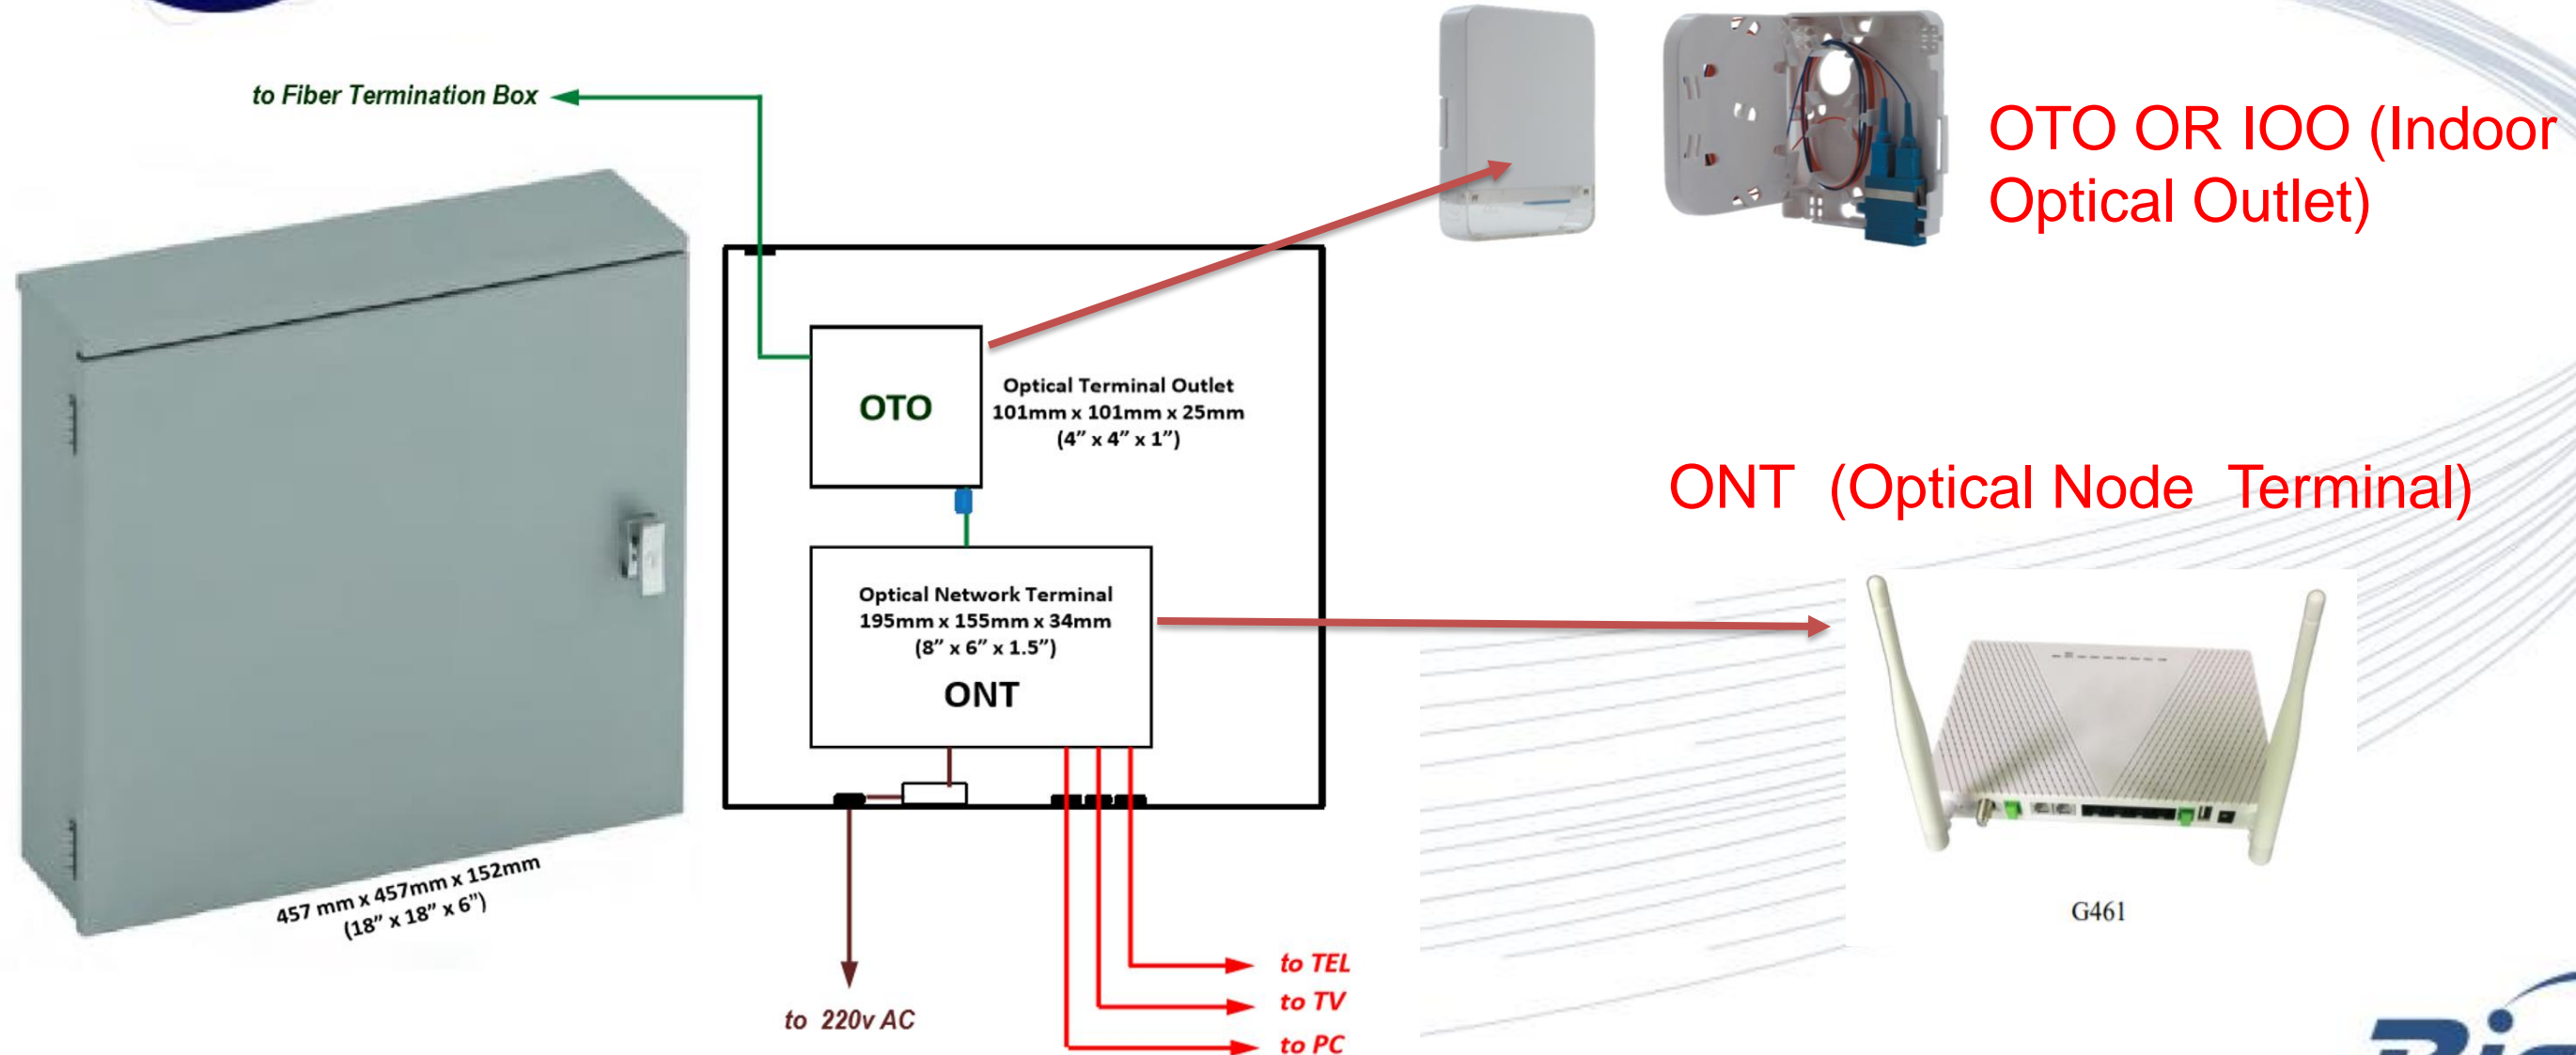 to Fiber Termination Box
OTO OR IOO (Indoor
Optical Outlet)
OTO
Optical Terminal Outlet
101mm x 101mm x 25mm
(4” x 4” x 1”)
ONT (Optical Node Terminal)
Optical Network Terminal
195mm x 155mm x 34mm
(8” x 6” x 1.5”)
ONT
457 mm x 457mm x 152mm
(18” x 18” x 6”)
G461
to TEL
to TV
to 220v AC
to PC